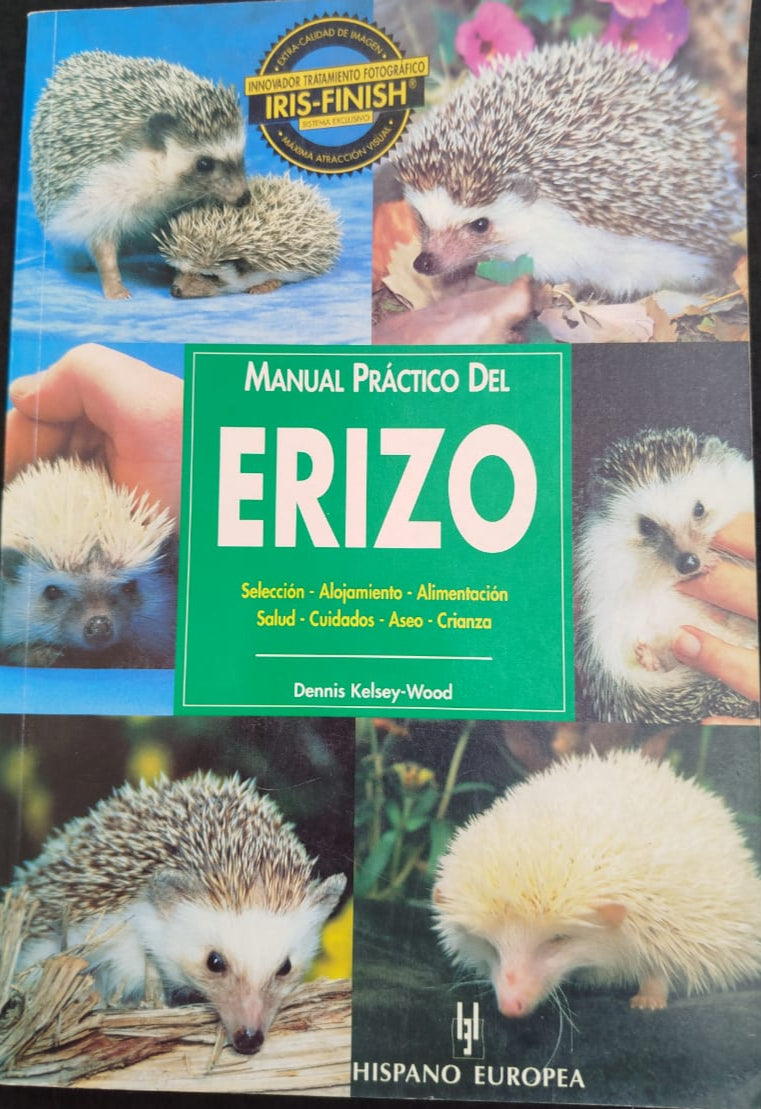 EXTRA-CALIDAD DE IMAGEN
INNOVADOR TRATAMIENTO FOTOGRÁFICO
IRIS-FINISH®
SISTEMA EXCLUSIVO
MÁXIMA ATRACCIÓN VISUAL
MANUAL PRÁCTICO DEL
ERIZO
Selección - Alojamiento - Alimentación
Salud - Cuidados - Aseo - Crianza
Dennis Kelsey-Wood
HISPANO EUROPEA